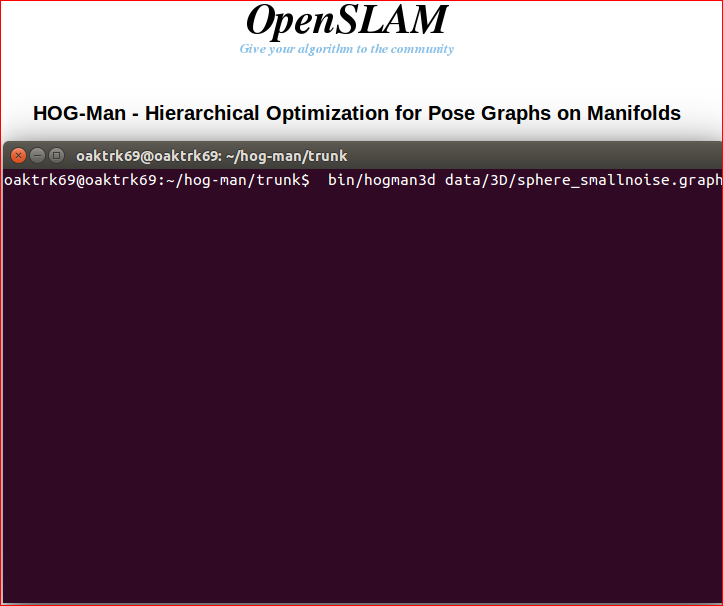 OpenSLAM
Give your algorithm to the community
HOG-Man - Hierarchical Optimization for Pose Graphs on Manifolds
oaktrk69@oaktrk69: ~/hog-man/trunk
oaktrk69@oaktrk69:~/hog-man/trunk$  bin/hogman3d data/3D/sphere_smallnoise.graph